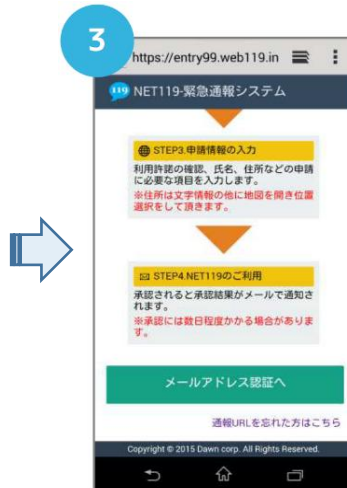 3
https://entry99.web119.in
119 NET119-緊急通報システム
STEP3.申請情報の入力
利用許諾の確認、氏名、住所などの申請
に必要な項目を入力します。
※住所は文字情報の他に地図を開き位置
選択をして頂きます。
STEP4.NET119のご利用
承認されると承認結果がメールで通知さ
れます。
※承認には数日程度かかる場合がありま
す。
メールアドレス認証へ
通報URLを忘れた方はこちら
Copyright © 2015 Dawn corp. All Rights Reserved.